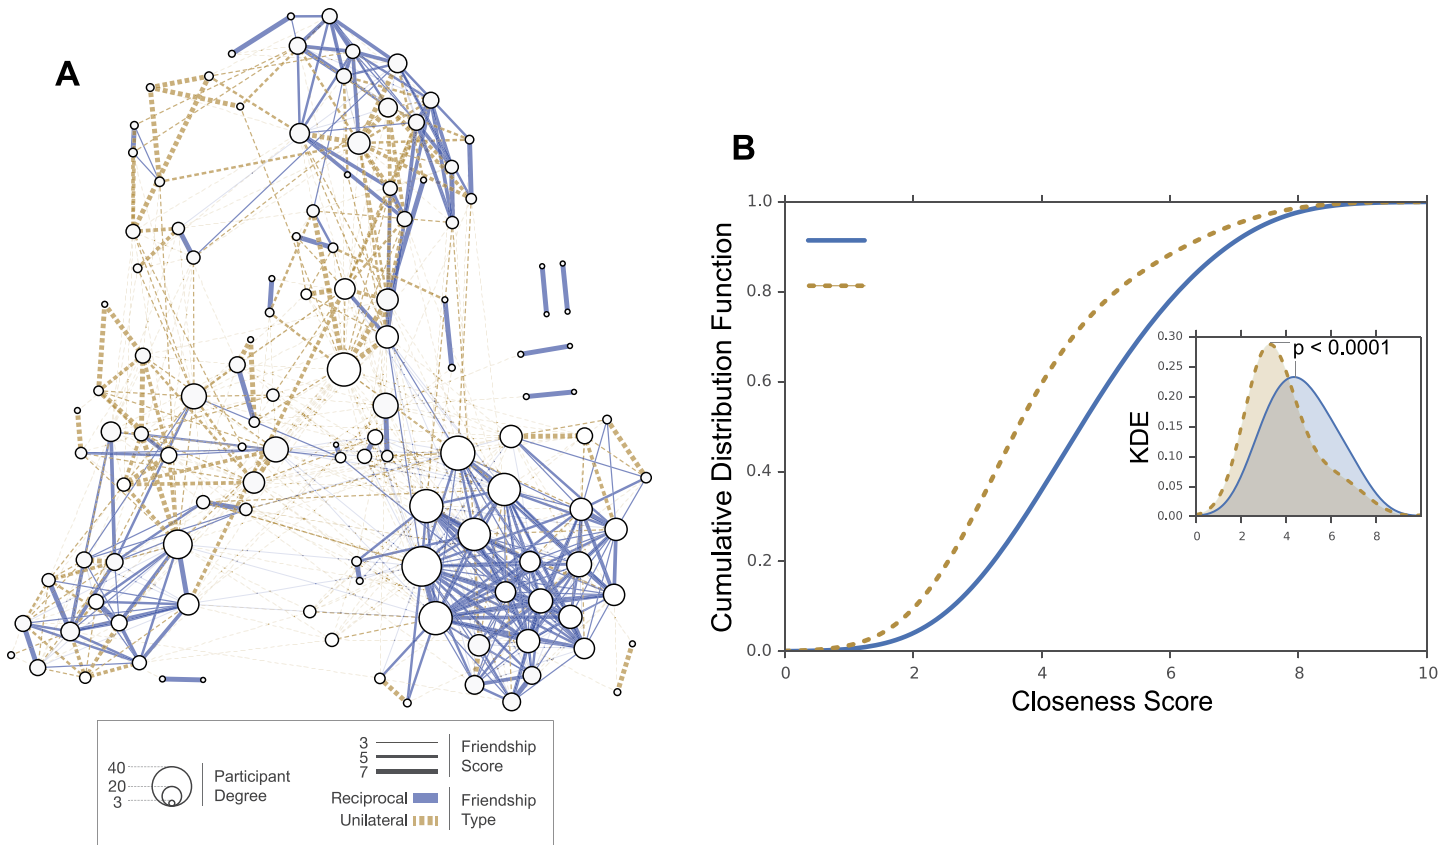 A
40
20
3
Participant
Degree
3
5
7
Friendship
Score
Reciprocal
Unilateral
Friendship
Type
B
Cumulative Distribution Function
1.0
0.8
0.6
0.4
0.2
0.0
0
2
4
6
8
10
Closeness Score
KDE
0.30
0.25
0.20
0.15
0.10
0.05
0.00
0
2
4
6
8
p < 0.0001